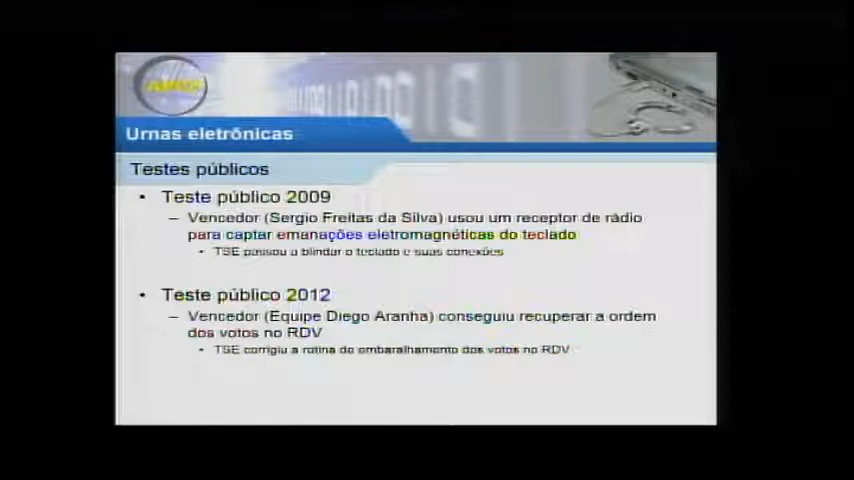 Urnas eletrônicas
Testes públicos
• Teste público 2009
– Vencedor (Sergio Freitas da Silva) usou um receptor de rádio
para captar emanações eletromagnéticas do teclado
• TSE passou a blindar o teclado e suas conexões
• Teste público 2012
– Vencedor (Equipe Diego Aranha) conseguiu recuperar a ordem
dos votos no RDV
• TSE corrigiu a rotina do embaralhamento dos votos no RDV